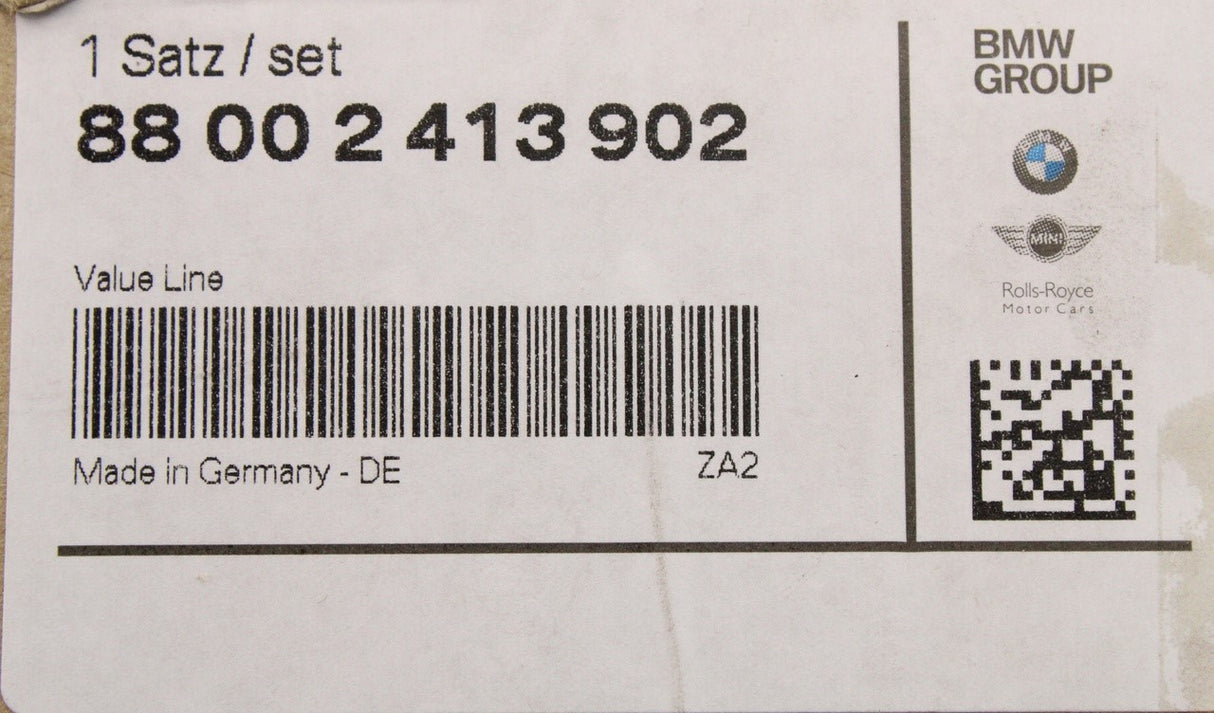 1 Satz / set
88 00 2 413 902
Value Line
Made in Germany - DE
ZA2
BMW
GROUP
BMW
MINI
Rolls-Royce
Motor Cars